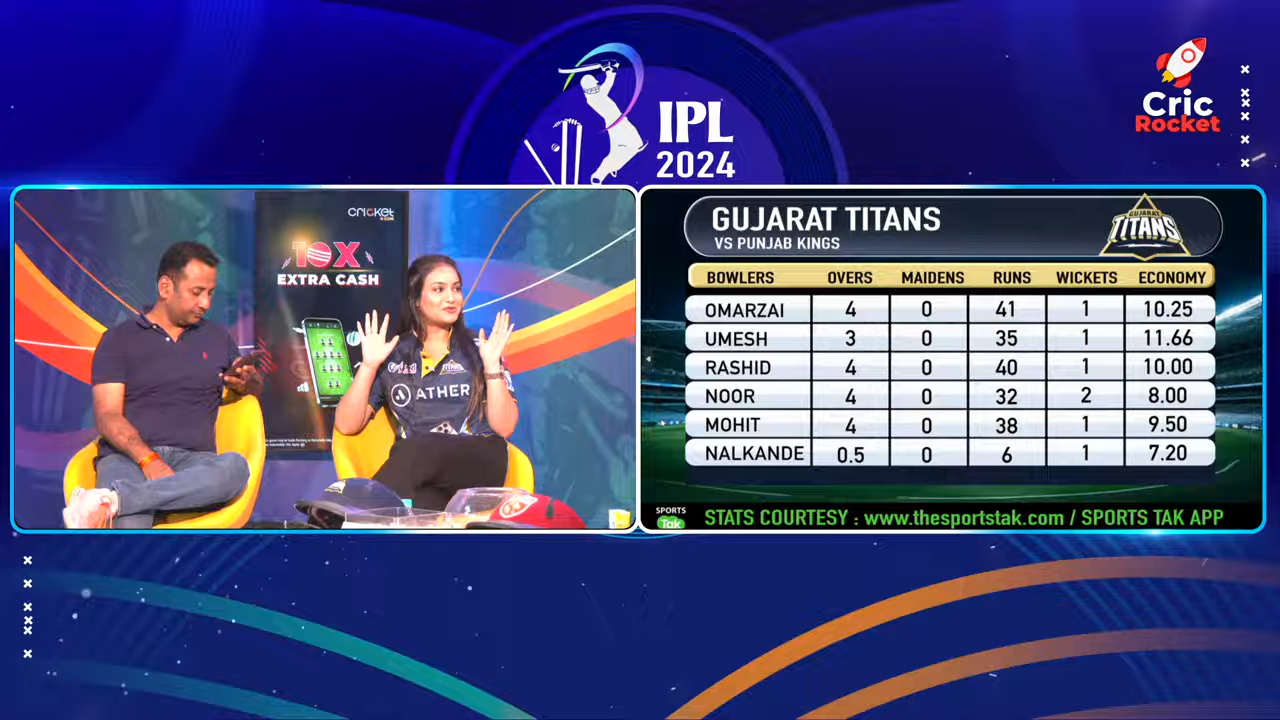 IPL
2024
Cric
Rocket
cricket
10X
EXTRA CASH
ATHER
GUJARAT TITANS
VS PUNJAB KINGS
GUJARAT
TITANS
BOWLERS OVERS MAIDENS RUNS WICKETS ECONOMY
OMARZAI 4 0 41 1 10.25
UMESH 3 0 35 1 11.66
RASHID 4 0 40 1 10.00
NOOR 4 0 32 2 8.00
MOHIT 4 0 38 1 9.50
NALKANDE 0.5 0 6 1 7.20
SPORTS
Tak
STATS COURTESY : www.thesportstak.com / SPORTS TAK APP